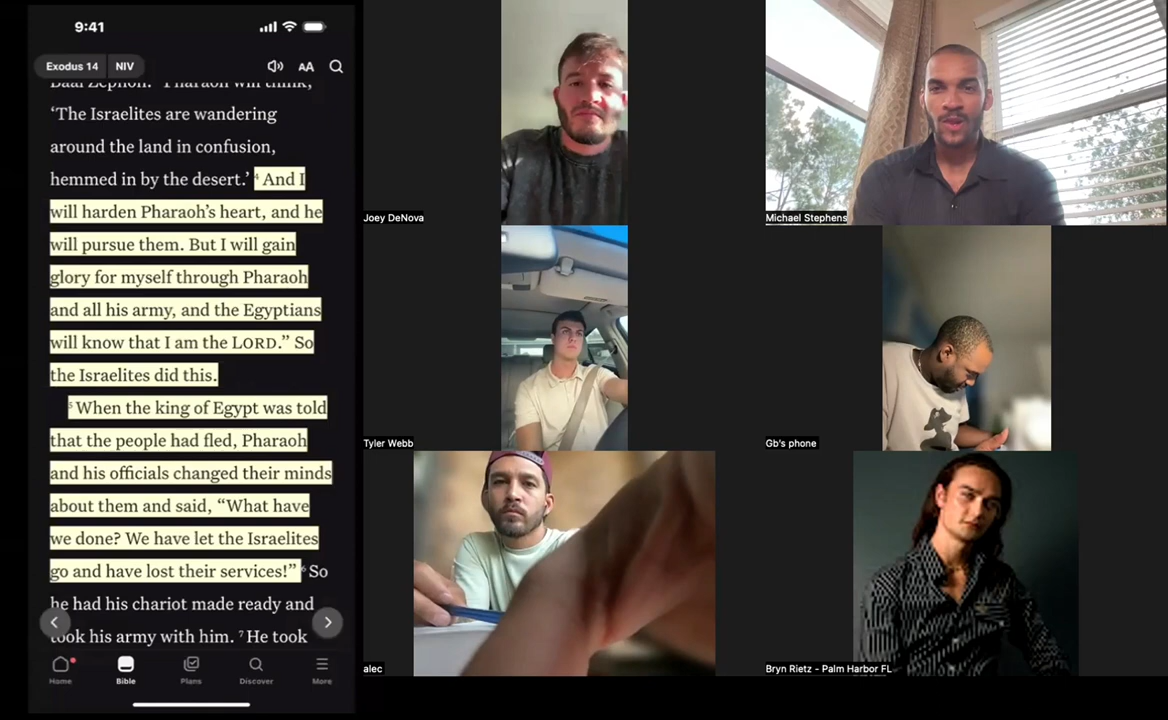 9:41
Exodus 14 NIV
AA
Baal Zephon. Pharaoh will think,
‘The Israelites are wandering
around the land in confusion,
hemmed in by the desert.’ 4 And I
will harden Pharaoh’s heart, and he
will pursue them. But I will gain
glory for myself through Pharaoh
and all his army, and the Egyptians
will know that I am the LORD.” So
the Israelites did this.
5 When the king of Egypt was told
that the people had fled, Pharaoh
and his officials changed their minds
about them and said, “What have
we done? We have let the Israelites
go and have lost their services!” 6 So
he had his chariot made ready and
took his army with him. 7 He took
Home Bible Plans Discover More
Joey DeNova
Michael Stephens
Tyler Webb
Gb's phone
alec
Bryn Rietz - Palm Harbor FL